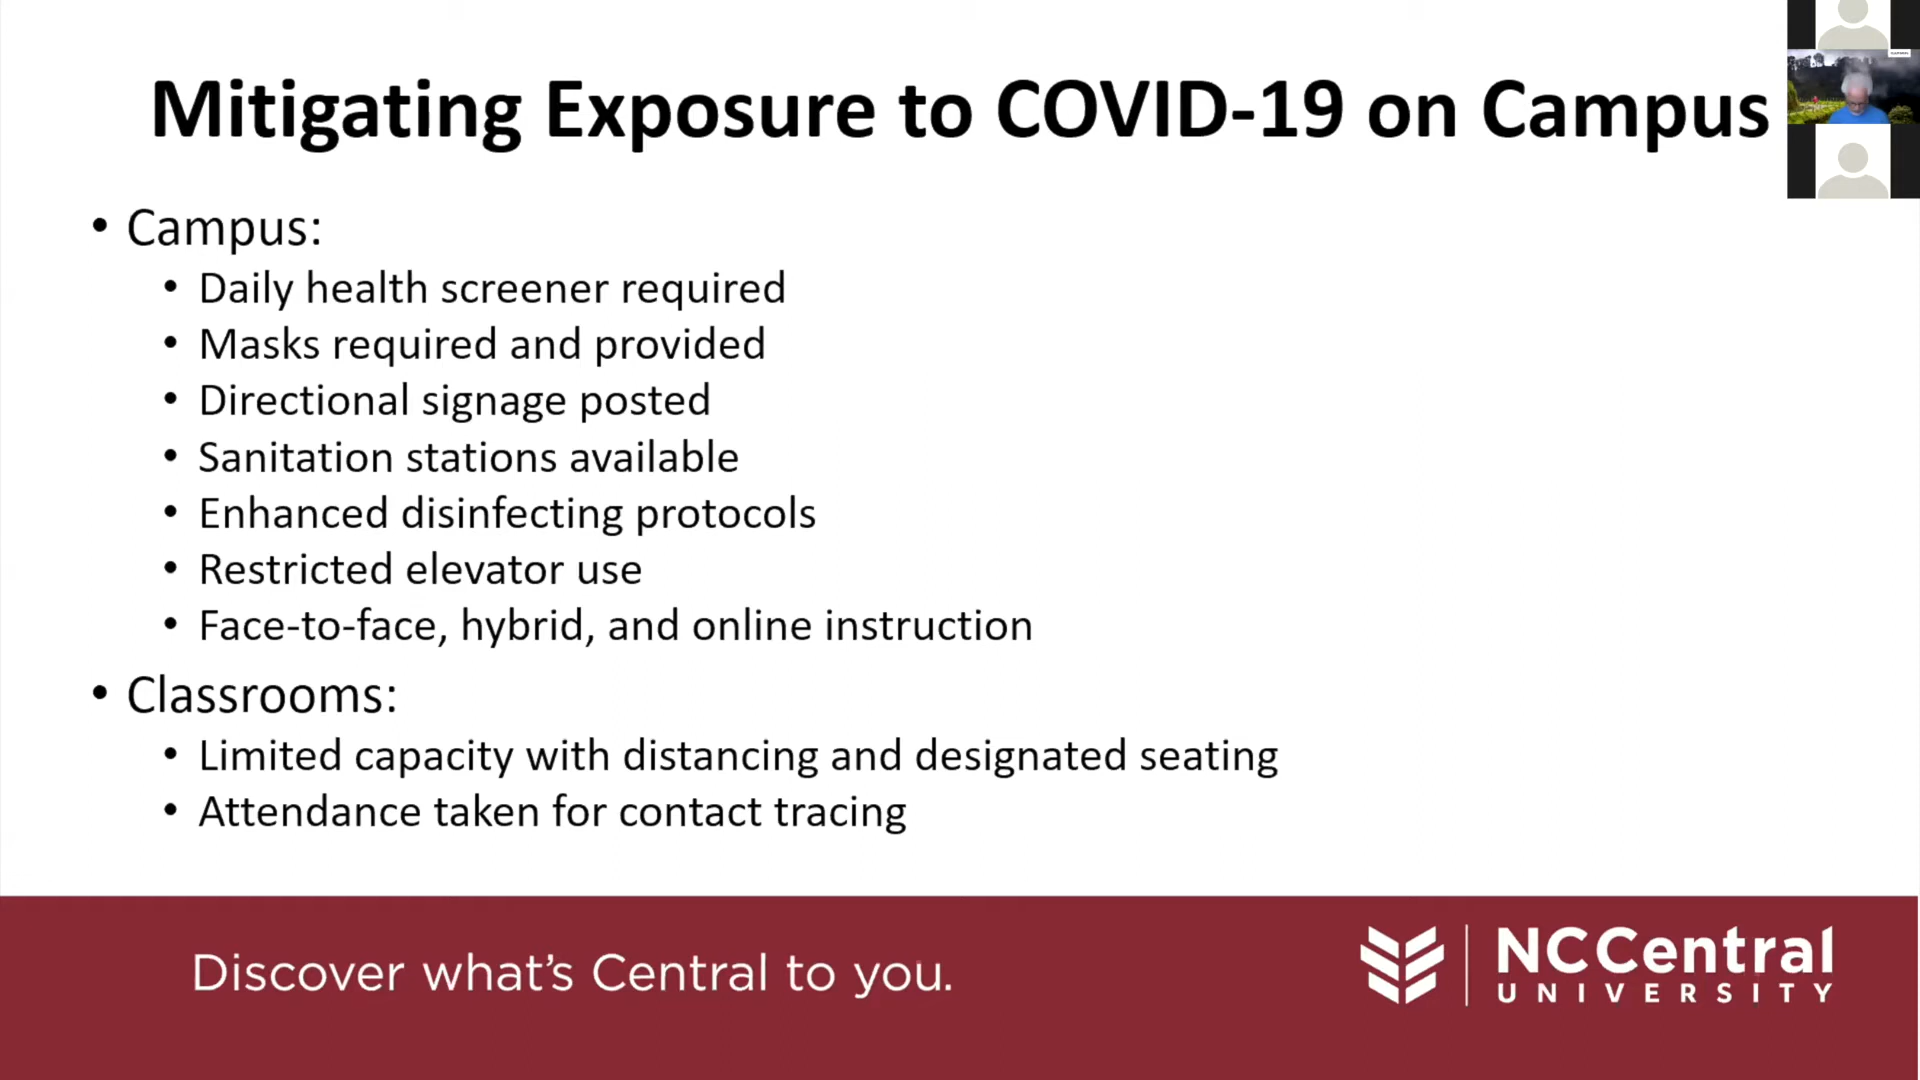 Mitigating Exposure to COVID-19 on Campus
• Campus:
• Daily health screener required
• Masks required and provided
• Directional signage posted
• Sanitation stations available
• Enhanced disinfecting protocols
• Restricted elevator use
• Face-to-face, hybrid, and online instruction
• Classrooms:
• Limited capacity with distancing and designated seating
• Attendance taken for contact tracing
Discover what's Central to you.
NCCentral
UNIVERSITY